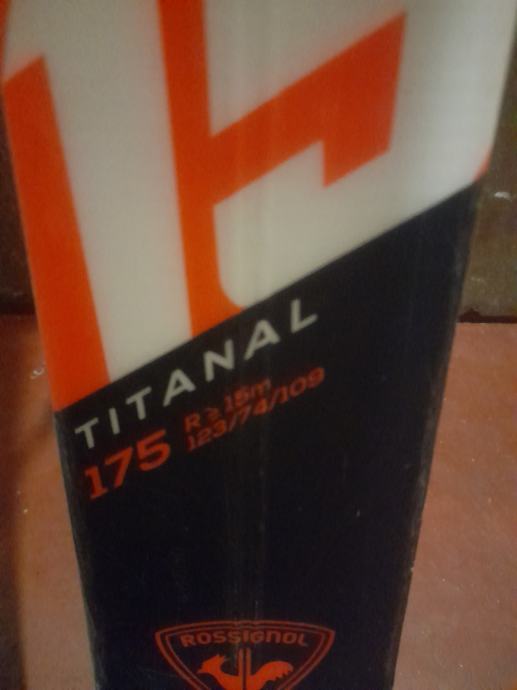 TITANAL
175
R ≥ 15m
123/74/109
ROSSIGNOL